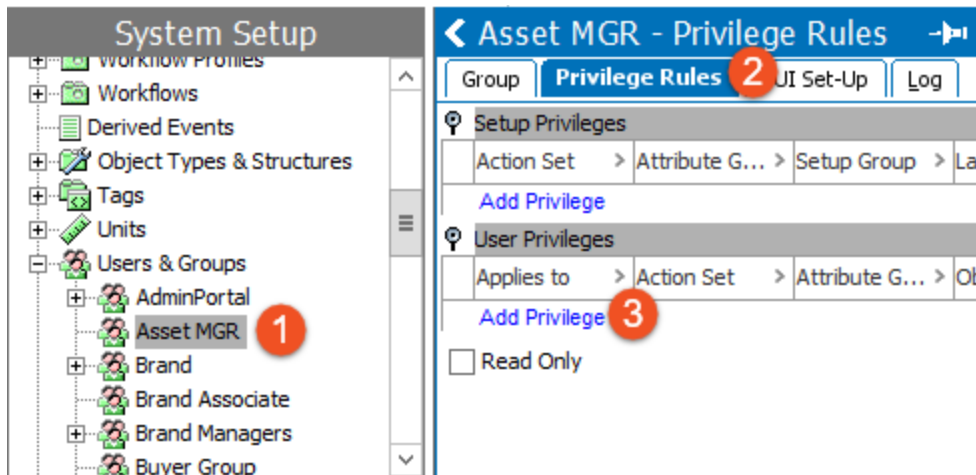 System Setup
Workflow Profiles
Workflows
Derived Events
Object Types & Structures
Tags
Units
Users & Groups
AdminPortal
Asset MGR 1
Brand
Brand Associate
Brand Managers
Buyer Group
Asset MGR - Privilege Rules
Group Privilege Rules 2 UI Set-Up Log
Setup Privileges
Action Set > Attribute G... > Setup Group > La
Add Privilege
User Privileges
Applies to > Action Set > Attribute G... > Ob
Add Privilege 3
Read Only